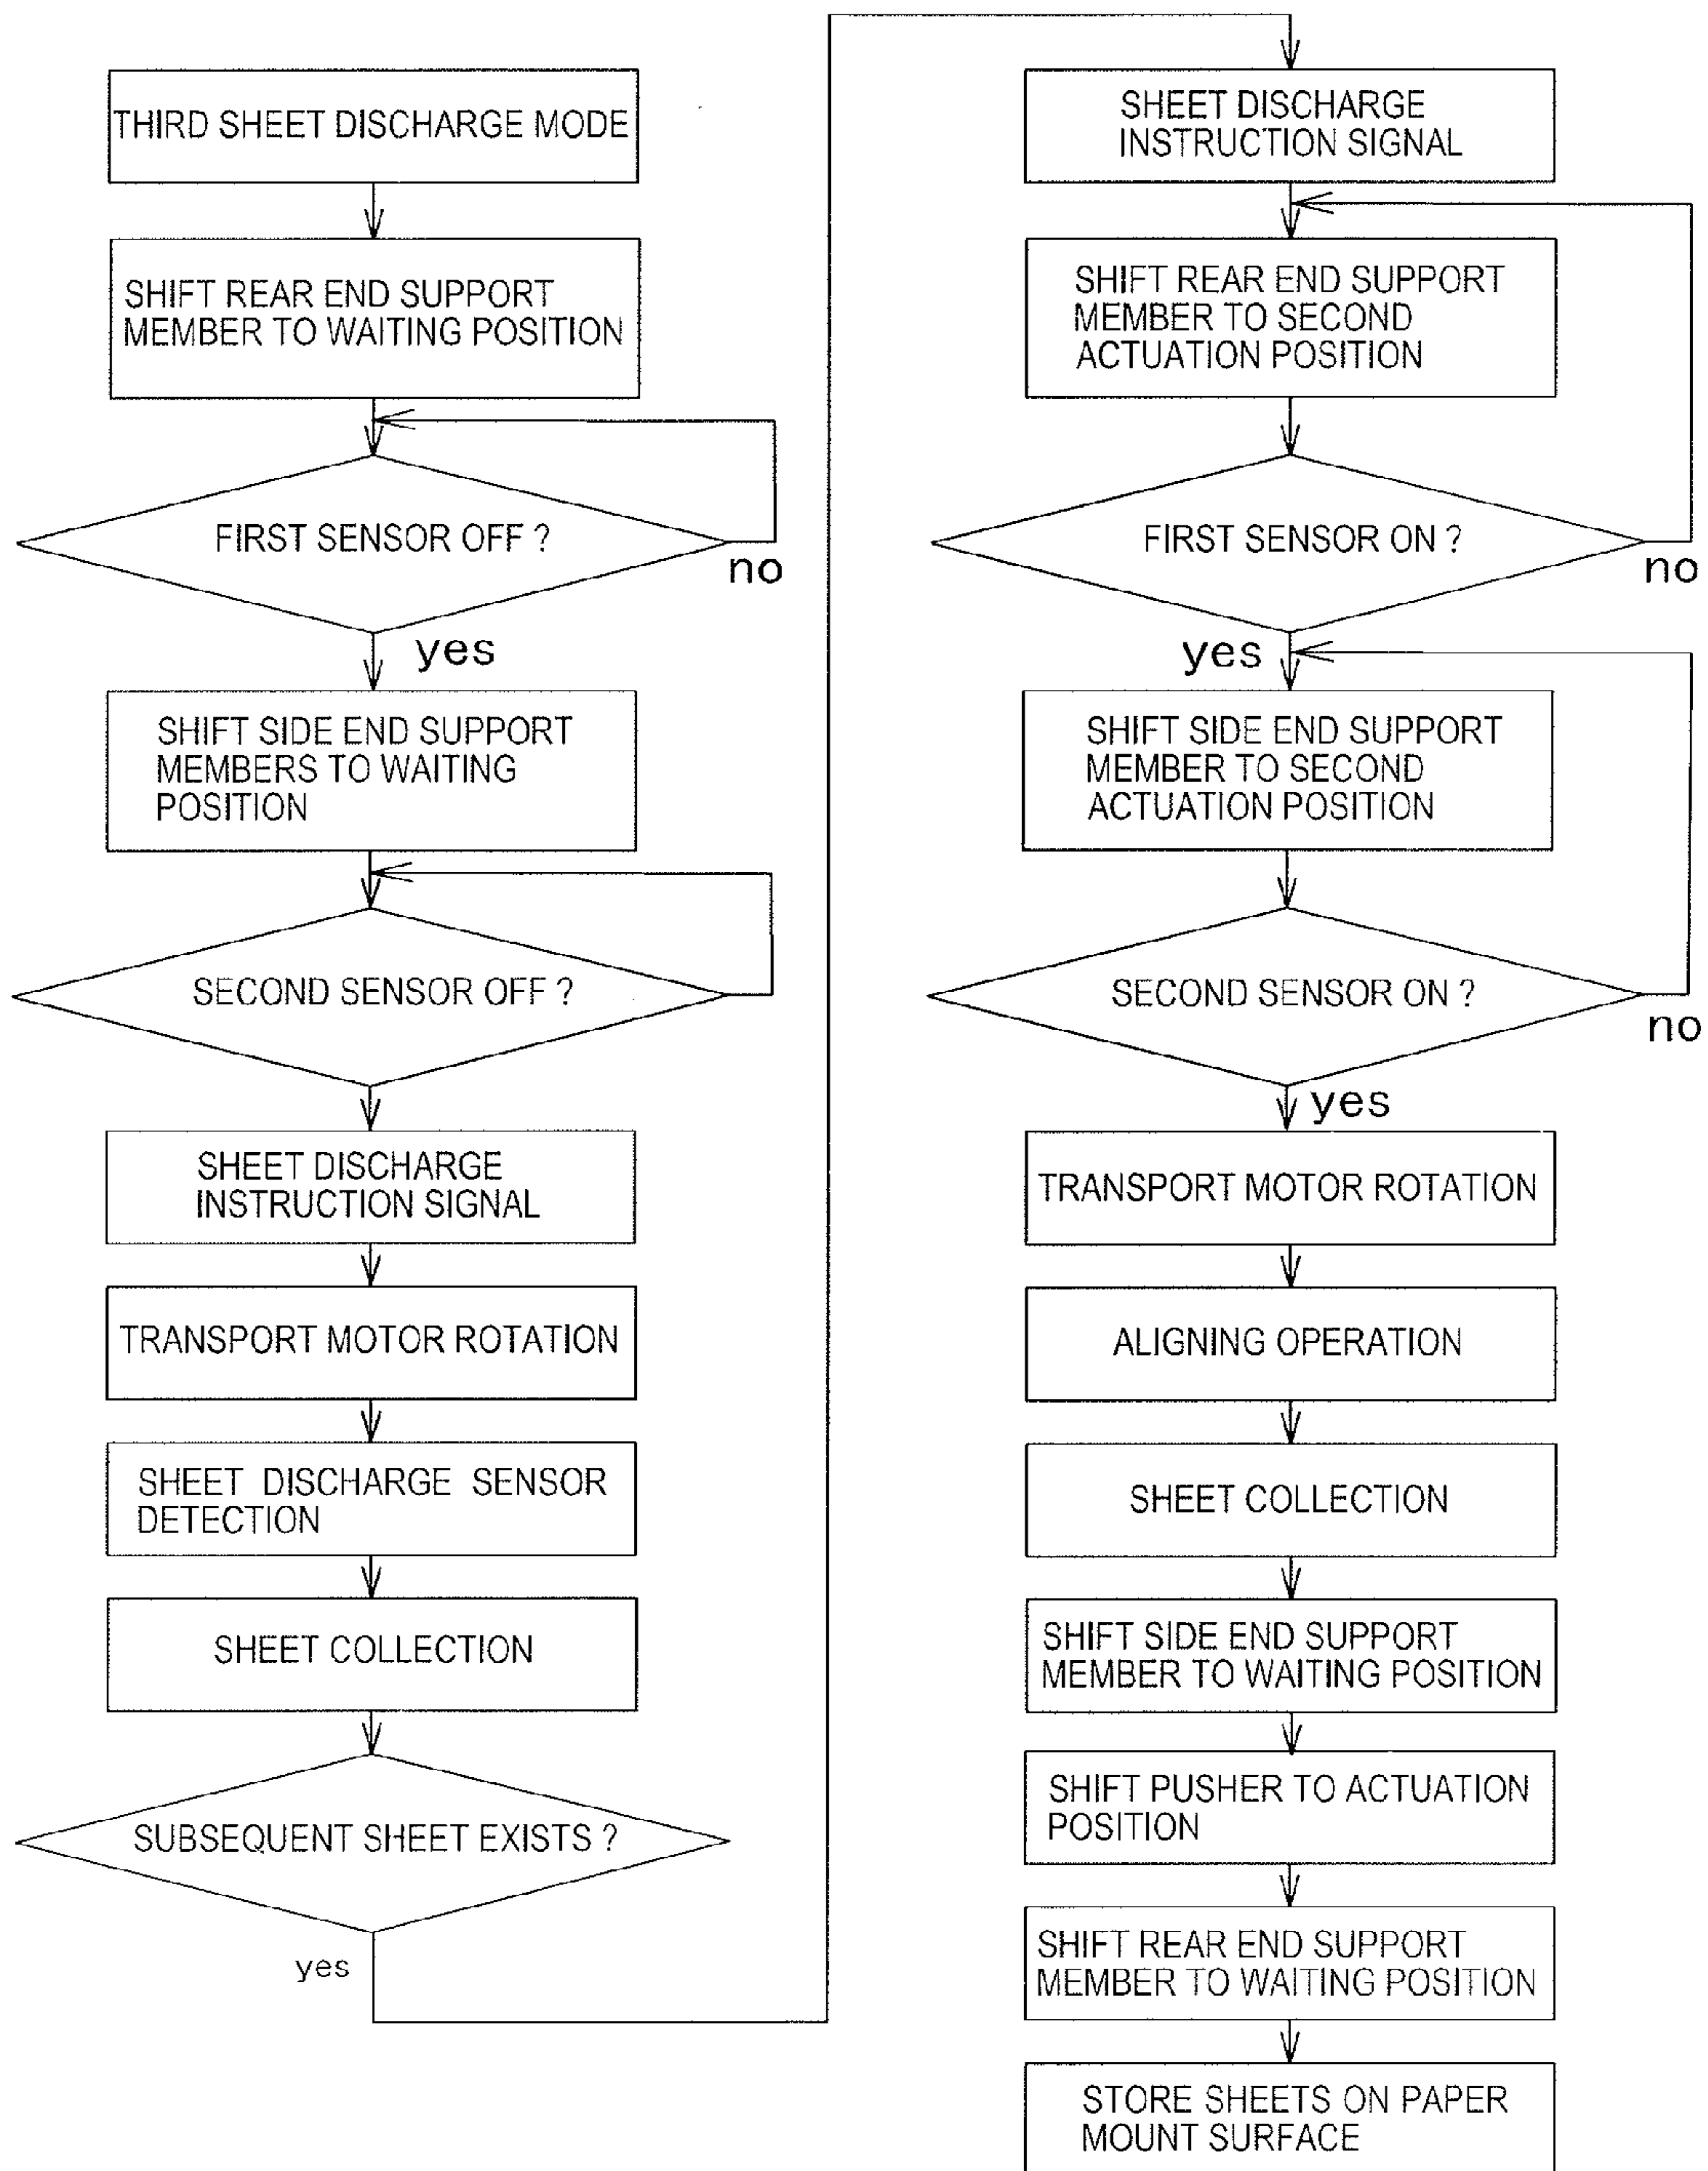 THIRD SHEET DISCHARGE MODE
SHIFT REAR END SUPPORT
MEMBER TO WAITING POSITION
FIRST SENSOR OFF ?
no
yes
SHIFT SIDE END SUPPORT
MEMBERS TO WAITING
POSITION
SECOND SENSOR OFF ?
SHEET DISCHARGE
INSTRUCTION SIGNAL
TRANSPORT MOTOR ROTATION
SHEET DISCHARGE SENSOR
DETECTION
SHEET COLLECTION
SUBSEQUENT SHEET EXISTS ?
yes
SHEET DISCHARGE
INSTRUCTION SIGNAL
SHIFT REAR END SUPPORT
MEMBER TO SECOND
ACTUATION POSITION
FIRST SENSOR ON ?
no
yes
SHIFT SIDE END SUPPORT
MEMBER TO SECOND
ACTUATION POSITION
SECOND SENSOR ON ?
no
yes
TRANSPORT MOTOR ROTATION
ALIGNING OPERATION
SHEET COLLECTION
SHIFT SIDE END SUPPORT
MEMBER TO WAITING POSITION
SHIFT PUSHER TO ACTUATION
POSITION
SHIFT REAR END SUPPORT
MEMBER TO WAITING POSITION
STORE SHEETS ON PAPER
MOUNT SURFACE